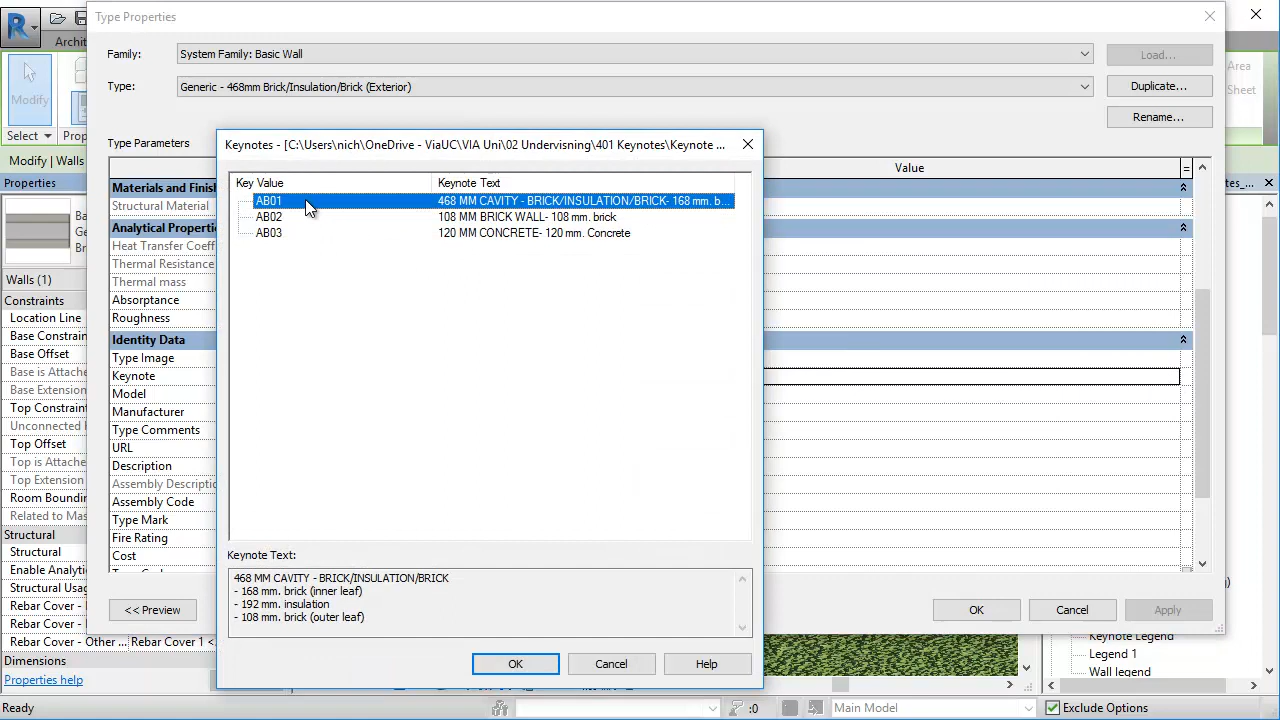 Type Properties
Archit
Family:
System Family: Basic Wall
Load...
Area
Type:
Generic - 468mm Brick/Insulation/Brick (Exterior)
Duplicate...
Sheet
Modify
Rename...
Select
Prop
Type Parameters
Modify | Walls
Keynotes - [C:\Users\nich\OneDrive - ViaUC\VIA Uni\02 Undervisning\401 Keynotes\Keynote ...
Value
=
Properties
Materials and Finish
Key Value
Keynote Text
Structural Material
AB01
468 MM CAVITY - BRICK/INSULATION/BRICK- 168 mm. b...
AB02
108 MM BRICK WALL- 108 mm. brick
AB03
120 MM CONCRETE- 120 mm. Concrete
Analytical Propertie
Heat Transfer Coeff
Thermal Resistance
Thermal mass
Absorptance
Roughness
Identity Data
Type Image
Keynote
Model
Manufacturer
Type Comments
URL
Description
Assembly Descriptio
Assembly Code
Type Mark
Fire Rating
Cost
Walls (1)
Constraints
Location Line
Base Constrain
Base Offset
Base is Attache
Base Extension
Top Constraint
Unconnected H
Top Offset
Top is Attache
Top Extension
Room Boundin
Related to Mas
Structural
Structural
Enable Analytic
Structural Usag
Rebar Cover -
Rebar Cover -
Rebar Cover - Other ...
Rebar Cover 1 <.
Dimensions
Properties help
Keynote Text:
468 MM CAVITY - BRICK/INSULATION/BRICK
- 168 mm. brick (inner leaf)
- 192 mm. insulation
- 108 mm. brick (outer leaf)
<< Preview
OK
Cancel
Apply
OK
Cancel
Help
Keynote Legend
Legend 1
Wall legend
Ready
:0
Main Model
Exclude Options